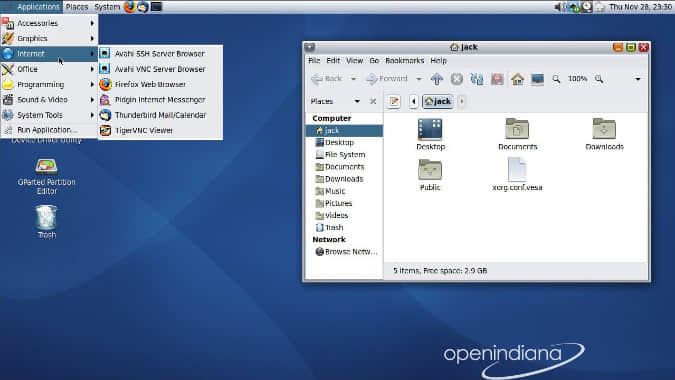 Applications Places System Thu Nov 28, 23:30
Accessories
Graphics
Internet
Office
Programming
Sound & Video
System Tools
Run Application...
Avahi SSH Server Browser
Avahi VNC Server Browser
Firefox Web Browser
Pidgin Internet Messenger
Thunderbird Mail/Calendar
TigerVNC Viewer
Device Driver Utility
GParted Partition
Editor
Trash
jack
File Edit View Go Bookmarks Help
Back Forward 100%
Places jack
Computer
jack
Desktop
File System
Documents
Downloads
Music
Pictures
Videos
Trash
Network
Browse Netw...
Desktop Documents Downloads
Public xorg.conf.vesa
5 items, Free space: 2.9 GB
openindiana